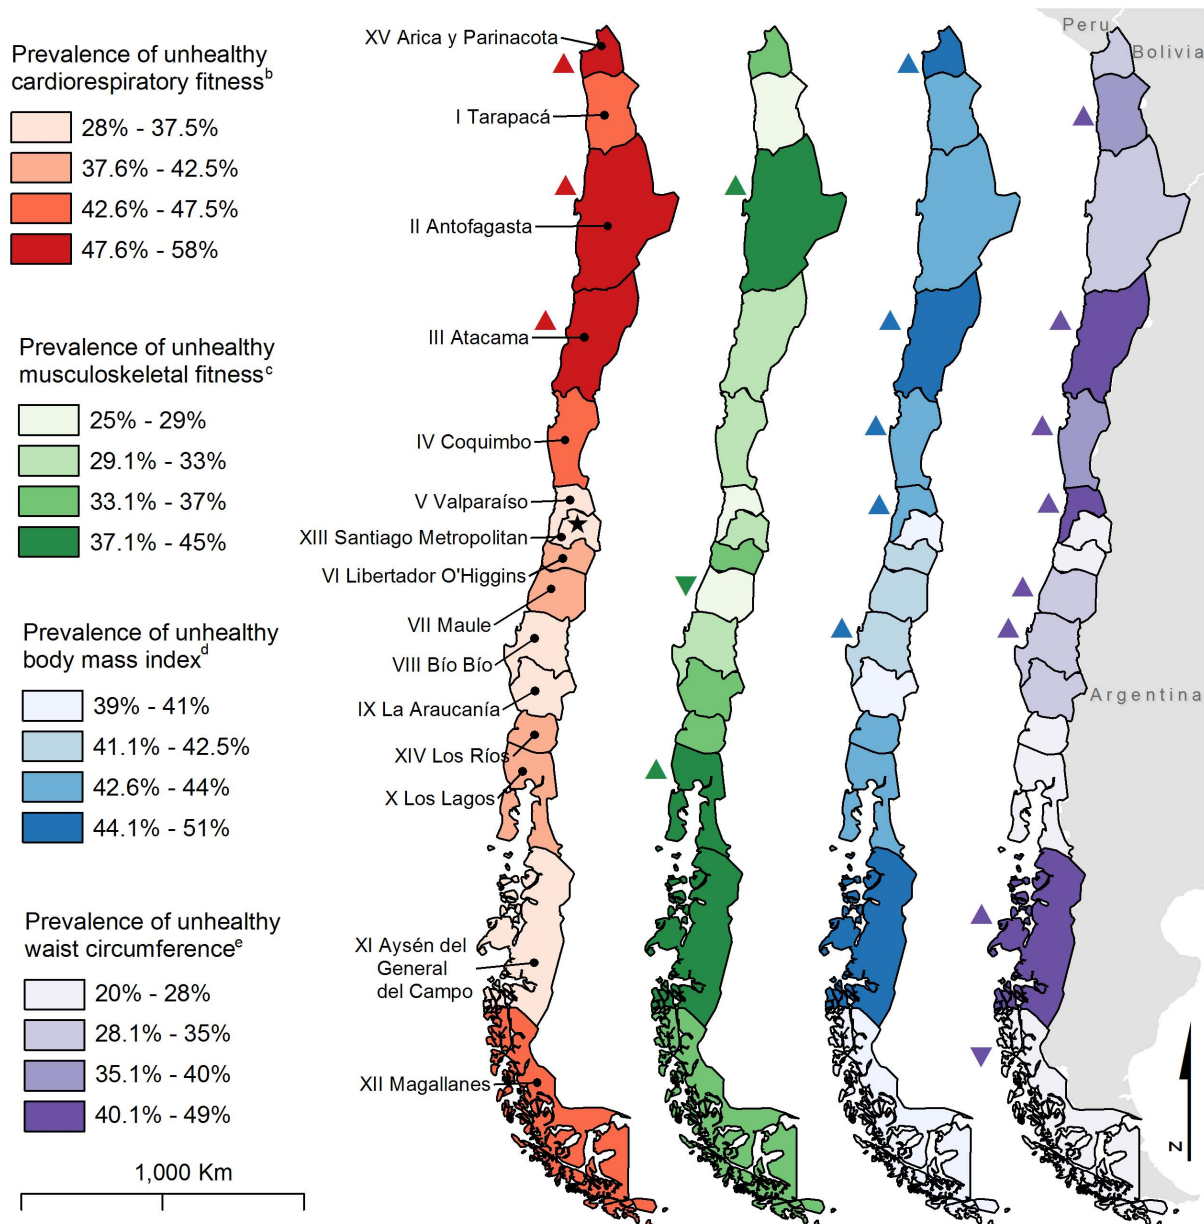 Prevalence of unhealthy
cardiorespiratory fitnessᵇ
28% - 37.5%
37.6% - 42.5%
42.6% - 47.5%
47.6% - 58%
Prevalence of unhealthy
musculoskeletal fitnessᶜ
25% - 29%
29.1% - 33%
33.1% - 37%
37.1% - 45%
Prevalence of unhealthy
body mass indexᵈ
39% - 41%
41.1% - 42.5%
42.6% - 44%
44.1% - 51%
Prevalence of unhealthy
waist circumferenceᵉ
20% - 28%
28.1% - 35%
35.1% - 40%
40.1% - 49%
1,000 Km
XV Arica y Parinacota
I Tarapacá
II Antofagasta
III Atacama
IV Coquimbo
V Valparaíso
XIII Santiago Metropolitan
VI Libertador O'Higgins
VII Maule
VIII Bío Bío
IX La Araucanía
XIV Los Ríos
X Los Lagos
XI Aysén del
General
del Campo
XII Magallanes
Peru
Bolivia
Argentina
N